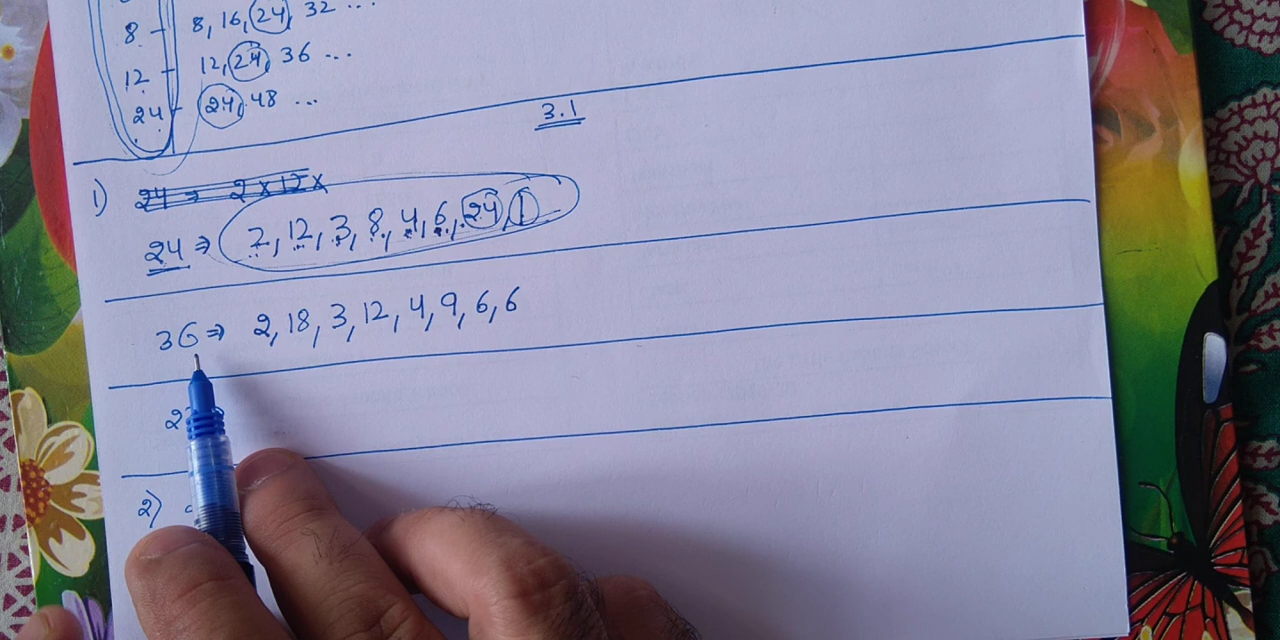 8 - 8, 16, 24, 32 ...
12 - 12, 24, 36 ...
24 - 24, 48 ...
3.1
1) 24 ⇒ 2 × 12 ×
24 ⇒ 2, 12, 3, 8, 4, 6, 24, 1
36 ⇒ 2, 18, 3, 12, 4, 9, 6, 6
2)